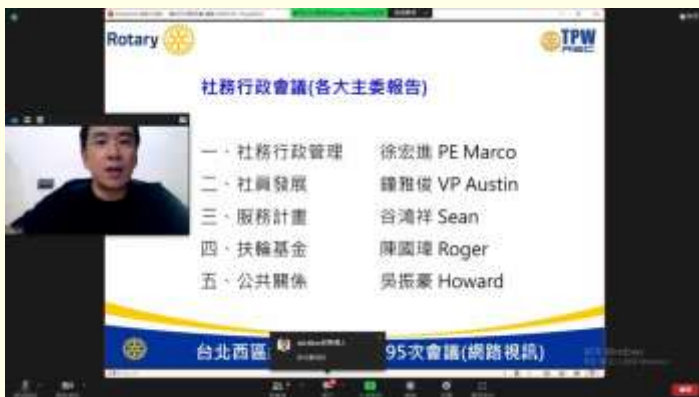 Rotary
TPW
社務行政會議(各大主委報告)
一、社務行政管理 徐宏進 PE Marco
二、社員發展 鍾雅俊 VP Austin
三、服務計畫 谷鴻祥 Sean
四、扶輪基金 陳國瑋 Roger
五、公共關係 吳振豪 Howard
台北西區 95次會議(網路視訊)